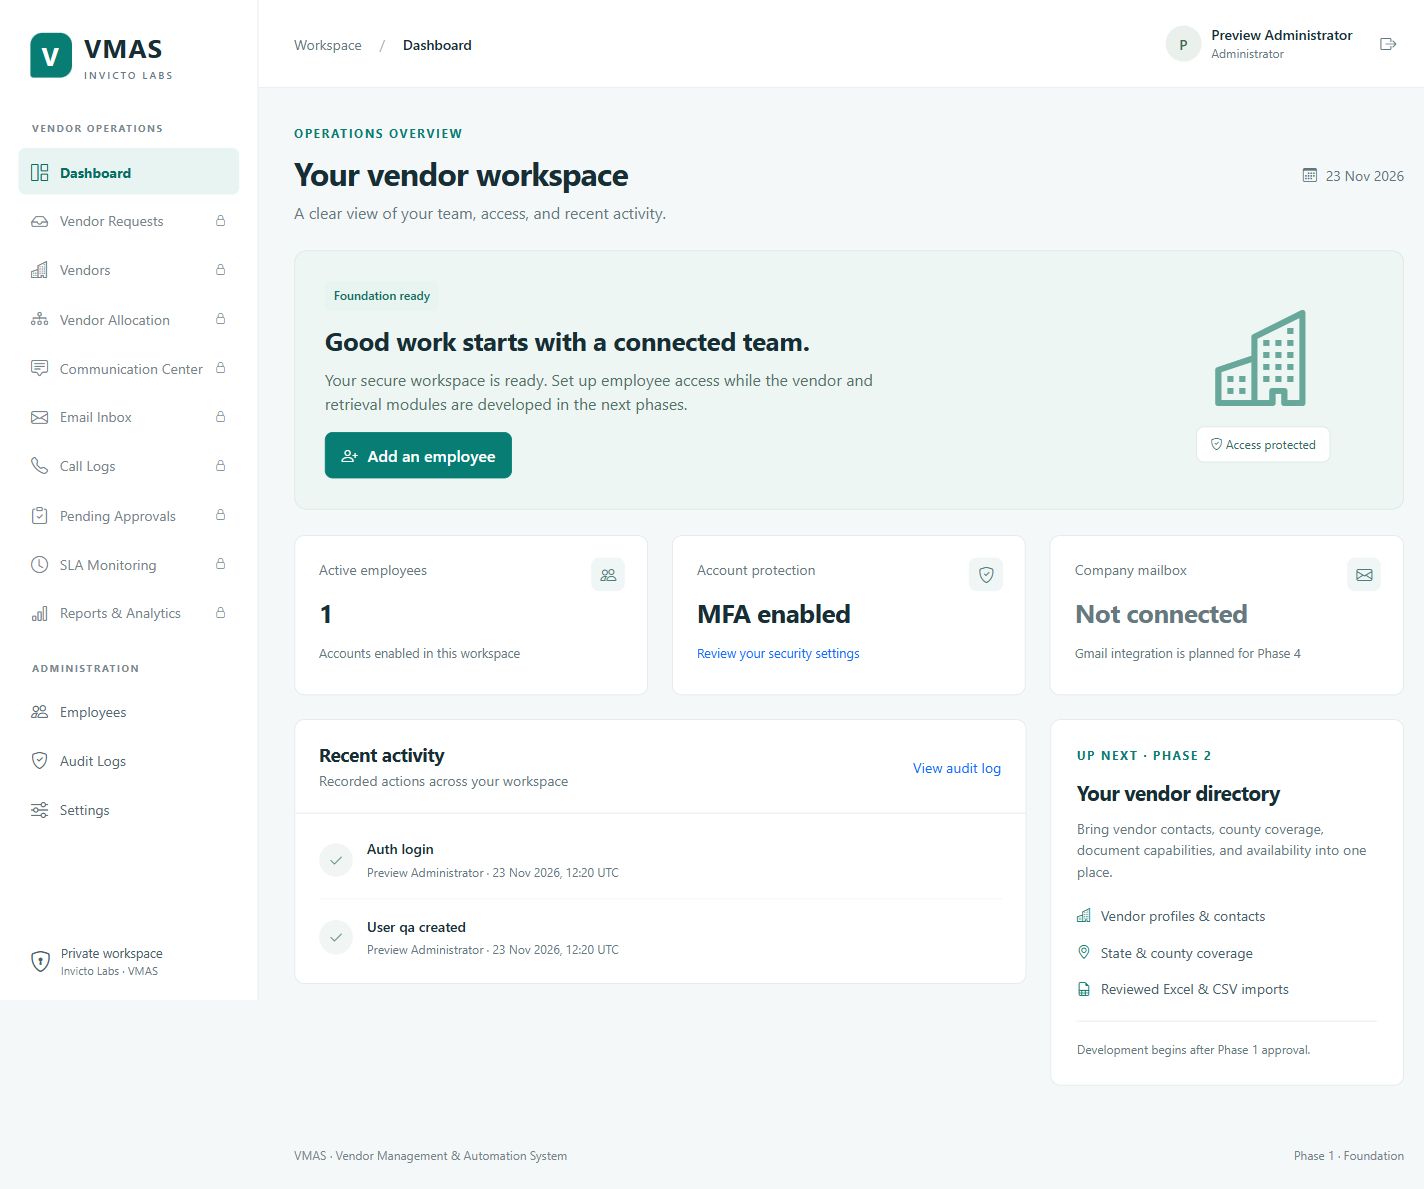 V
VMAS
INVICTO LABS
VENDOR OPERATIONS
Dashboard
Vendor Requests
Vendors
Vendor Allocation
Communication Center
Email Inbox
Call Logs
Pending Approvals
SLA Monitoring
Reports & Analytics
ADMINISTRATION
Employees
Audit Logs
Settings
Private workspace
Invicto Labs · VMAS
Workspace / Dashboard
P
Preview Administrator
Administrator
OPERATIONS OVERVIEW
Your vendor workspace
23 Nov 2026
A clear view of your team, access, and recent activity.
Foundation ready
Good work starts with a connected team.
Your secure workspace is ready. Set up employee access while the vendor and
retrieval modules are developed in the next phases.
Add an employee
Access protected
Active employees
1
Accounts enabled in this workspace
Account protection
MFA enabled
Review your security settings
Company mailbox
Not connected
Gmail integration is planned for Phase 4
Recent activity
Recorded actions across your workspace
View audit log
Auth login
Preview Administrator · 23 Nov 2026, 12:20 UTC
User qa created
Preview Administrator · 23 Nov 2026, 12:20 UTC
UP NEXT · PHASE 2
Your vendor directory
Bring vendor contacts, county coverage,
document capabilities, and availability into one
place.
Vendor profiles & contacts
State & county coverage
Reviewed Excel & CSV imports
Development begins after Phase 1 approval.
VMAS · Vendor Management & Automation System
Phase 1 · Foundation